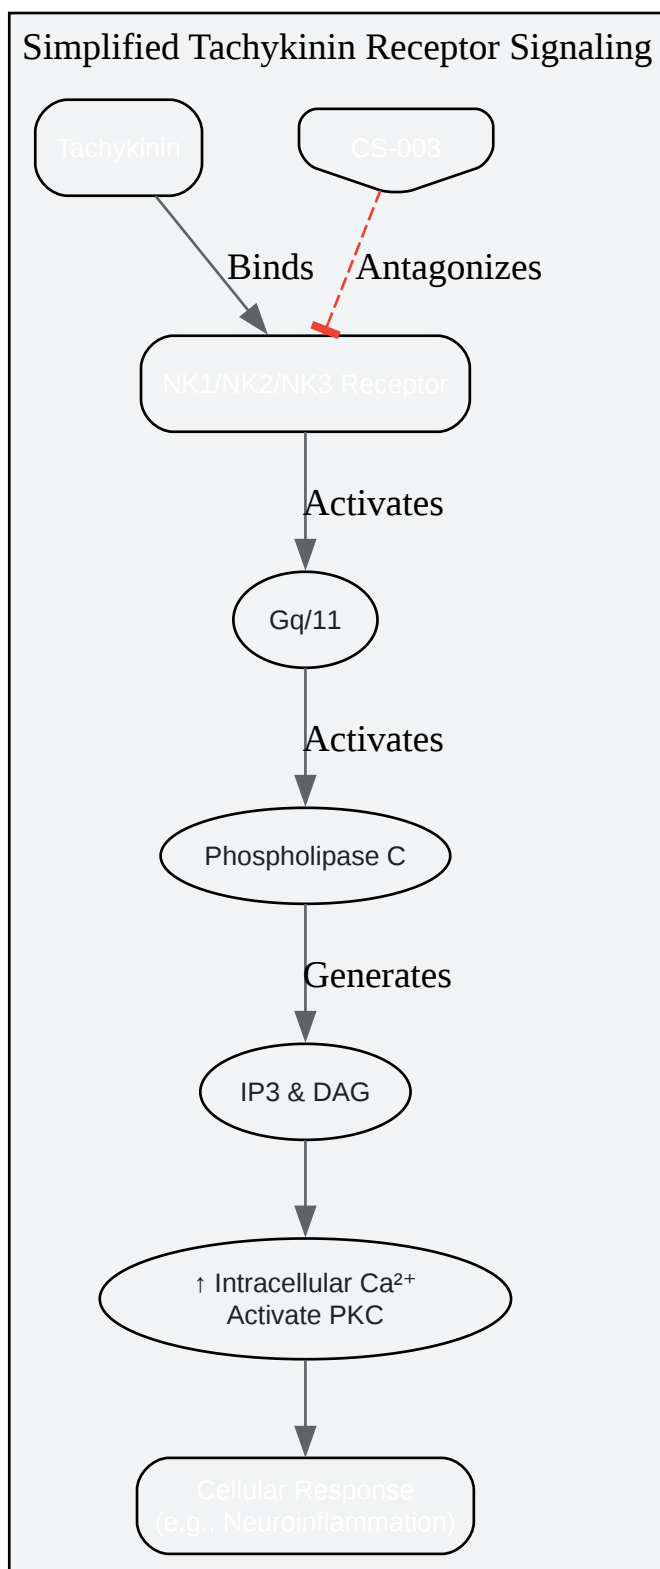 Simplified Tachykinin Receptor Signaling
Tachykinin
CS-003
Binds
Antagonizes
NK1/NK2/NK3 Receptor
Activates
Gq/11
Activates
Phospholipase C
Generates
IP3 & DAG
↑ Intracellular Ca²⁺
Activate PKC
Cellular Response
(e.g., Neuroinflammation)